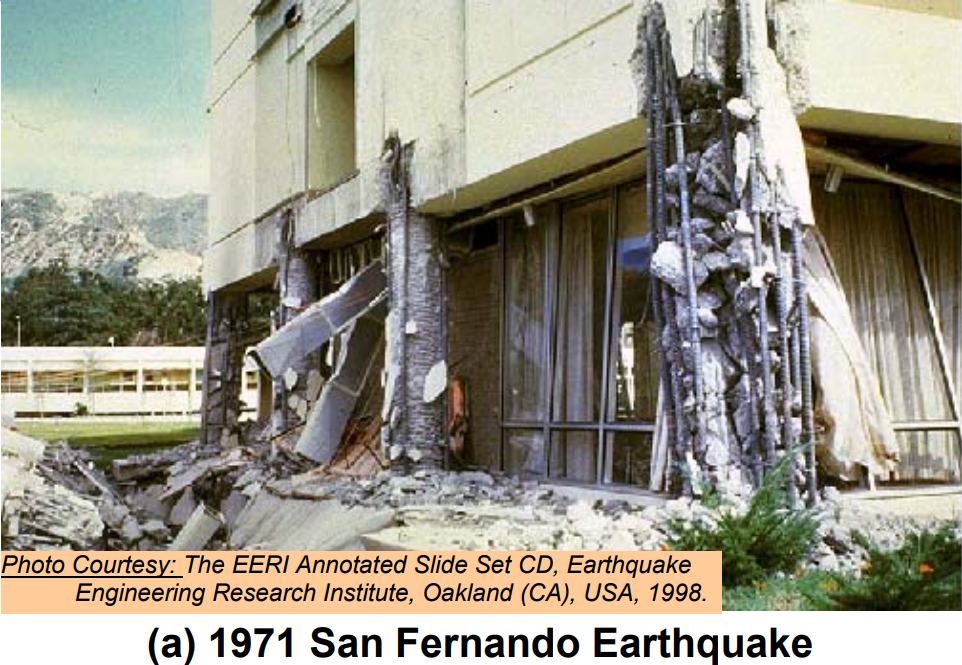 Photo Courtesy: The EERI Annotated Slide Set CD, Earthquake
Engineering Research Institute, Oakland (CA), USA, 1998.
(a) 1971 San Fernando Earthquake